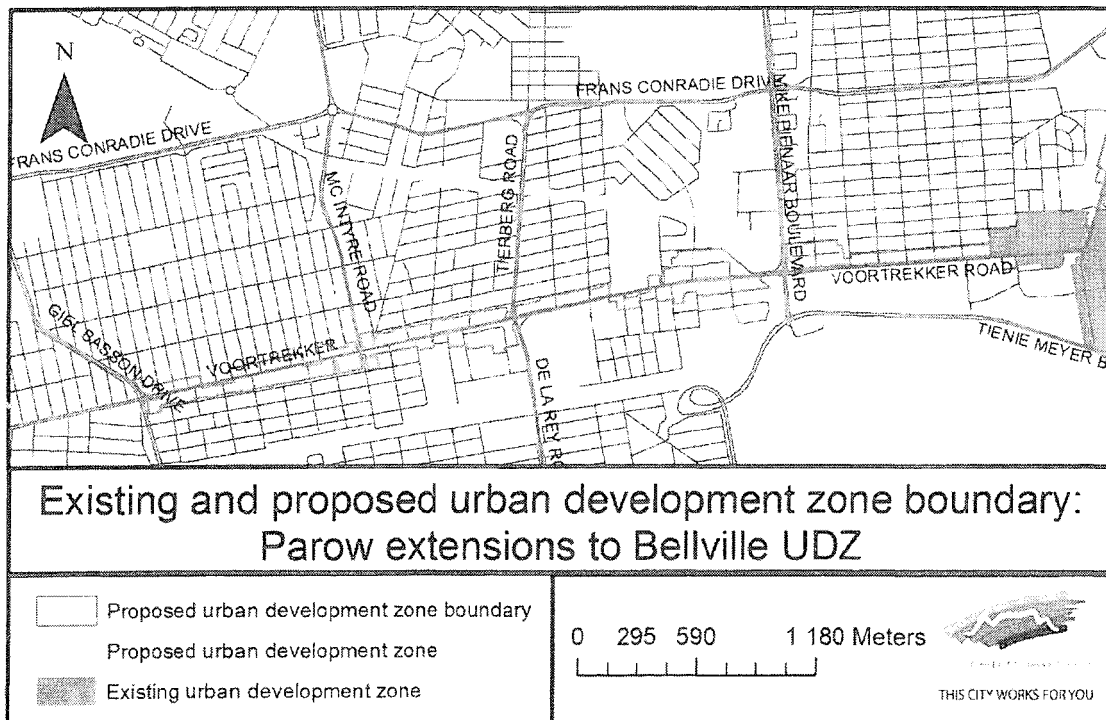 N
FRANS CONRADIE DRIVE
FRANS CONRADIE DRIVE
MIKE PIENAAR BOULEVARD
MC INTYRE ROAD
TIERBERG ROAD
VOORTREKKER ROAD
GIEL BASSON DRIVE
VOORTREKKER
TIENIE MEYER B
DE LA REY RO
Existing and proposed urban development zone boundary:
Parow extensions to Bellville UDZ
Proposed urban development zone boundary
Proposed urban development zone
Existing urban development zone
0 295 590 1 180 Meters
THIS CITY WORKS FOR YOU